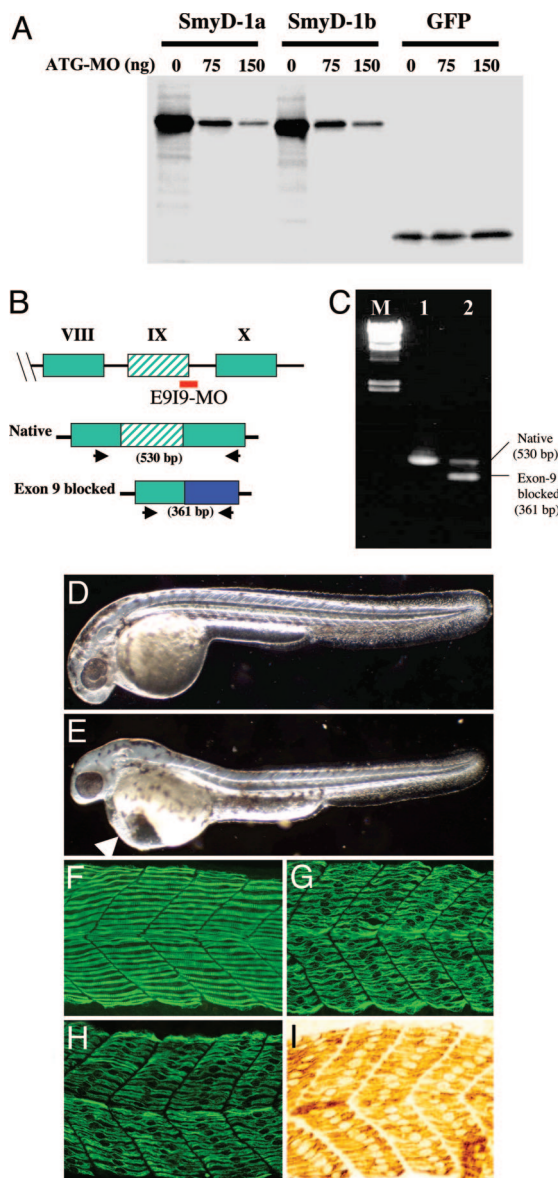 A
SmyD-1a SmyD-1b GFP
ATG-MO (ng) 0 75 150 0 75 150 0 75 150
B
VIII IX X
E9I9-MO
Native
(530 bp)
Exon 9 blocked
(361 bp)
C
M 1 2
Native
(530 bp)
Exon-9
blocked
(361 bp)
D
E
F
G
H
I